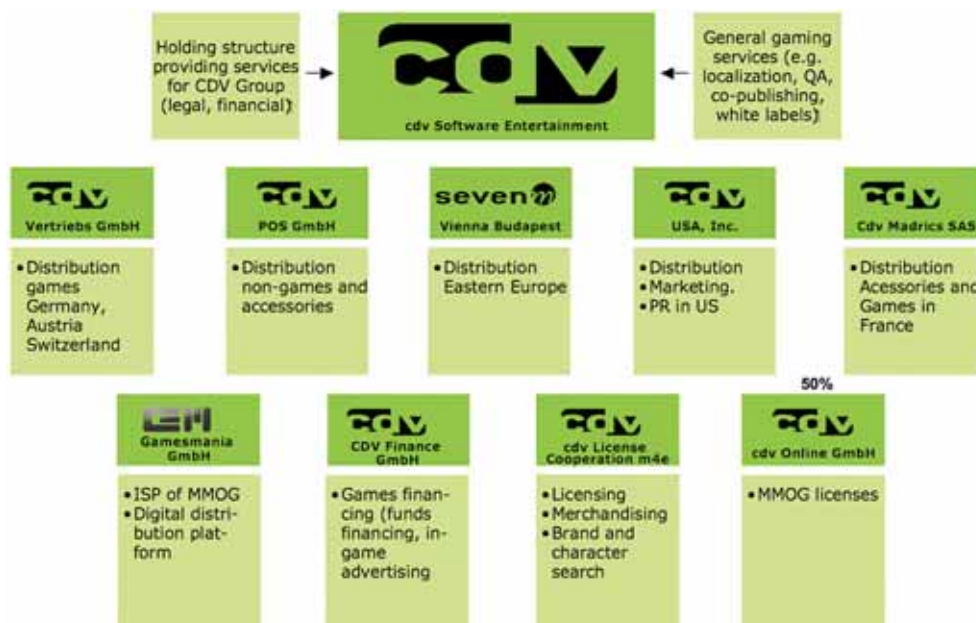 Holding structure
providing services
for CDV Group
(legal, financial)
cdv
cdv Software Entertainment
General gaming
services (e.g.
localization, QA,
co-publishing,
white labels)
cdv
Vertriebs GmbH
• Distribution
games
Germany,
Austria
Switzerland
cdv
POS GmbH
• Distribution
non-games and
accessories
seven m
Vienna Budapest
• Distribution
Eastern Europe
cdv
USA, Inc.
• Distribution
• Marketing.
• PR in US
cdv
Cdv Madrics SAS
• Distribution
Acessories and
Games in
France
Gamesmania
GmbH
• ISP of MMOG
• Digital distri-
bution plat-
form
cdv
CDV Finance
GmbH
• Games finan-
cing (funds
financing, in-
game
advertising
cdv
cdv License
Cooperation m4e
• Licensing
• Merchandising
• Brand and
character
search
50%
cdv
cdv Online GmbH
• MMOG licenses